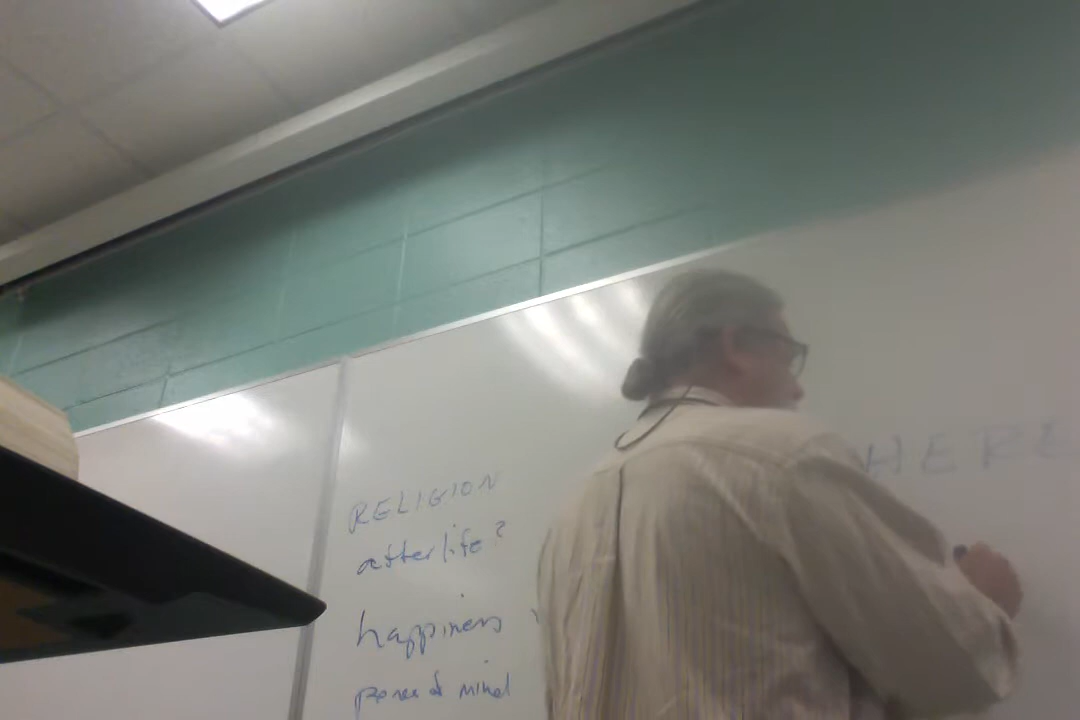 RELIGION
afterlife?
happiness
peace of mind
HERE